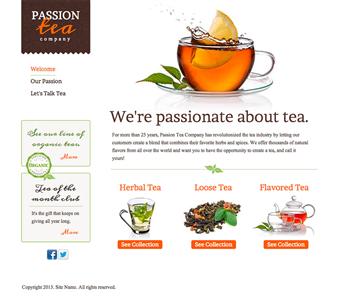 PASSION
tea
company
Welcome
Our Passion
Let's Talk Tea
We're passionate about tea.
For more than 25 years, Passion Tea Company has revolutionized the tea industry by letting our
customers create a blend that combines their favorite herbs and spices. We offer thousands of natural
flavors from all over the world and want you to have the opportunity to create a tea, and call it
yours!
See our line of
organic teas.
More
ORGANIC
Tea of the
month club
It's the gift that keeps on
giving all year long.
More
Herbal Tea
Loose Tea
Flavored Tea
See Collection
See Collection
See Collection
Copyright 2013. Site Name. All rights reserved.